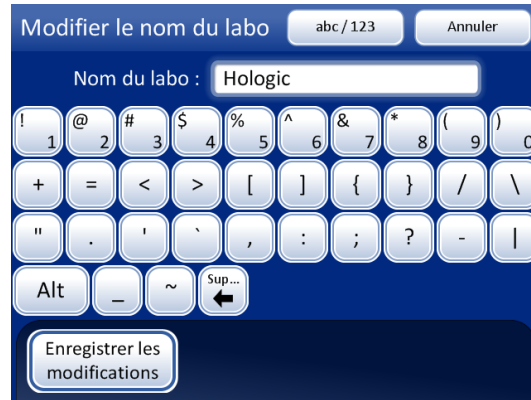 Modifier le nom du labo abc / 123 Annuler
Nom du labo : Hologic
! 1 @ 2 # 3 $ 4 % 5 ^ 6 & 7 * 8 ( 9 ) 0
+ = < > [ ] { } / \
" . ' ` , : ; ? - |
Alt _ ~ Sup...
Enregistrer les
modifications